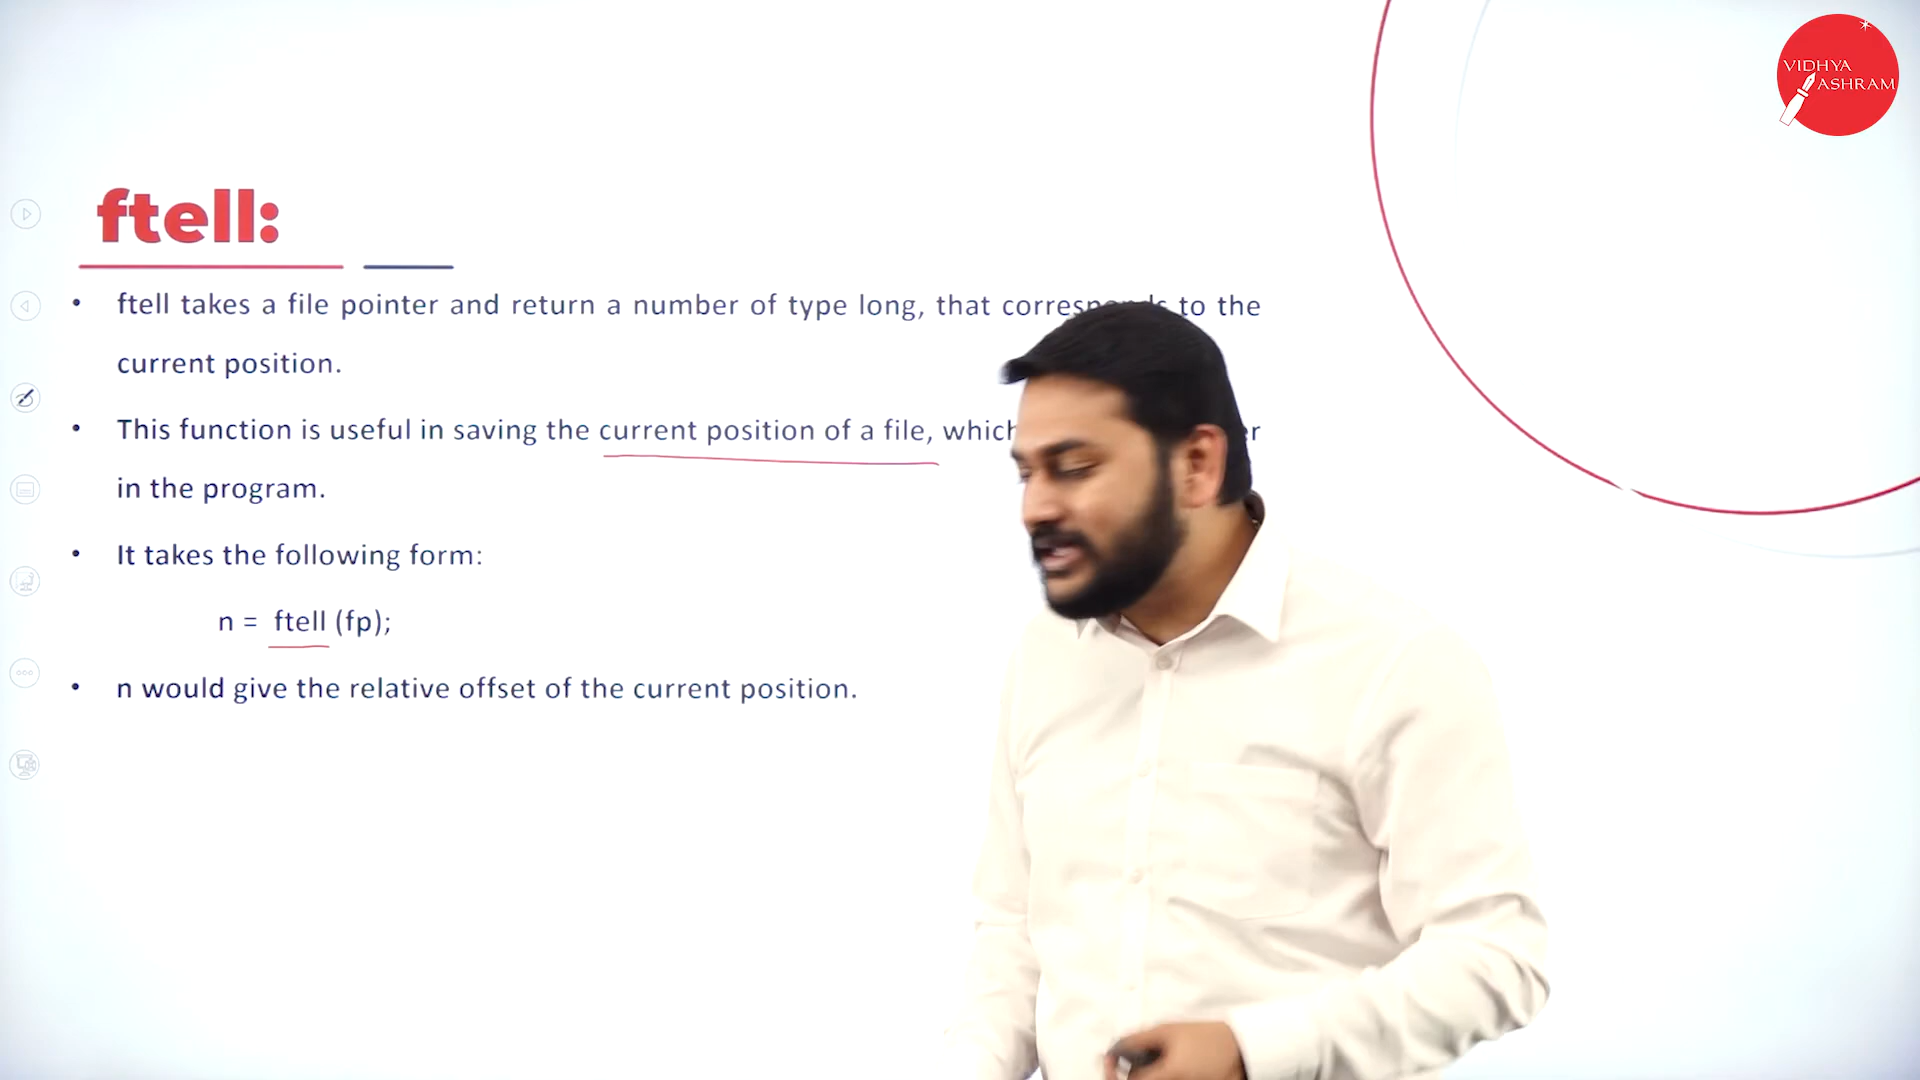 VIDHYA
ASHRAM
ftell:
• ftell takes a file pointer and return a number of type long, that corresponds to the
current position.
• This function is useful in saving the current position of a file, which
in the program.
• It takes the following form:
n = ftell (fp);
• n would give the relative offset of the current position.